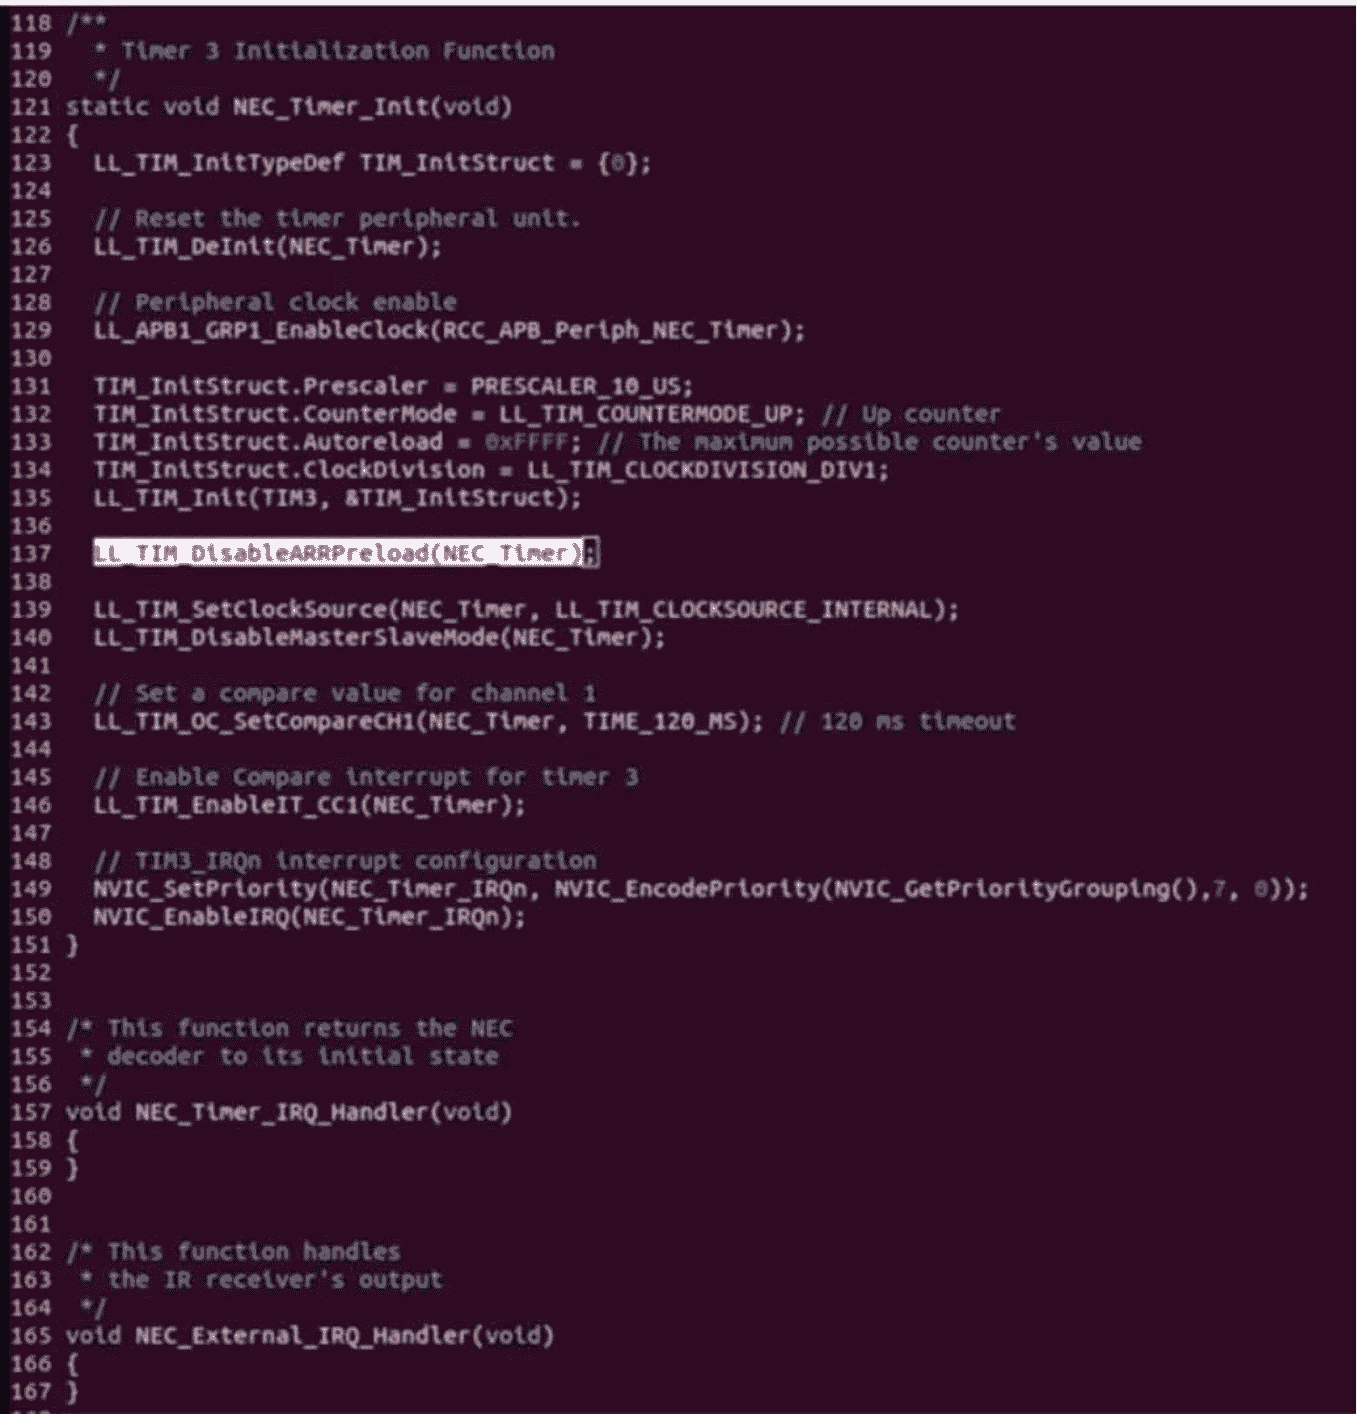 118 /**
119   * Timer 3 Initialization Function
120   */
121 static void NEC_Timer_Init(void)
122 {
123   LL_TIM_InitTypeDef TIM_InitStruct = {0};
124
125   // Reset the timer peripheral unit.
126   LL_TIM_DeInit(NEC_Timer);
127
128   // Peripheral clock enable
129   LL_APB1_GRP1_EnableClock(RCC_APB_Periph_NEC_Timer);
130
131   TIM_InitStruct.Prescaler = PRESCALER_10_US;
132   TIM_InitStruct.CounterMode = LL_TIM_COUNTERMODE_UP; // Up counter
133   TIM_InitStruct.Autoreload = 0xFFFF; // The maximum possible counter's value
134   TIM_InitStruct.ClockDivision = LL_TIM_CLOCKDIVISION_DIV1;
135   LL_TIM_Init(TIM3, &TIM_InitStruct);
136
137   LL_TIM_DisableARRPreload(NEC_Timer);
138
139   LL_TIM_SetClockSource(NEC_Timer, LL_TIM_CLOCKSOURCE_INTERNAL);
140   LL_TIM_DisableMasterSlaveMode(NEC_Timer);
141
142   // Set a compare value for channel 1
143   LL_TIM_OC_SetCompareCH1(NEC_Timer, TIME_120_MS); // 120 ms timeout
144
145   // Enable Compare interrupt for timer 3
146   LL_TIM_EnableIT_CC1(NEC_Timer);
147
148   // TIM3_IRQn interrupt configuration
149   NVIC_SetPriority(NEC_Timer_IRQn, NVIC_EncodePriority(NVIC_GetPriorityGrouping(),7, 0));
150   NVIC_EnableIRQ(NEC_Timer_IRQn);
151 }
152
153
154 /* This function returns the NEC
155  * decoder to its initial state
156  */
157 void NEC_Timer_IRQ_Handler(void)
158 {
159 }
160
161
162 /* This function handles
163  * the IR receiver's output
164  */
165 void NEC_External_IRQ_Handler(void)
166 {
167 }